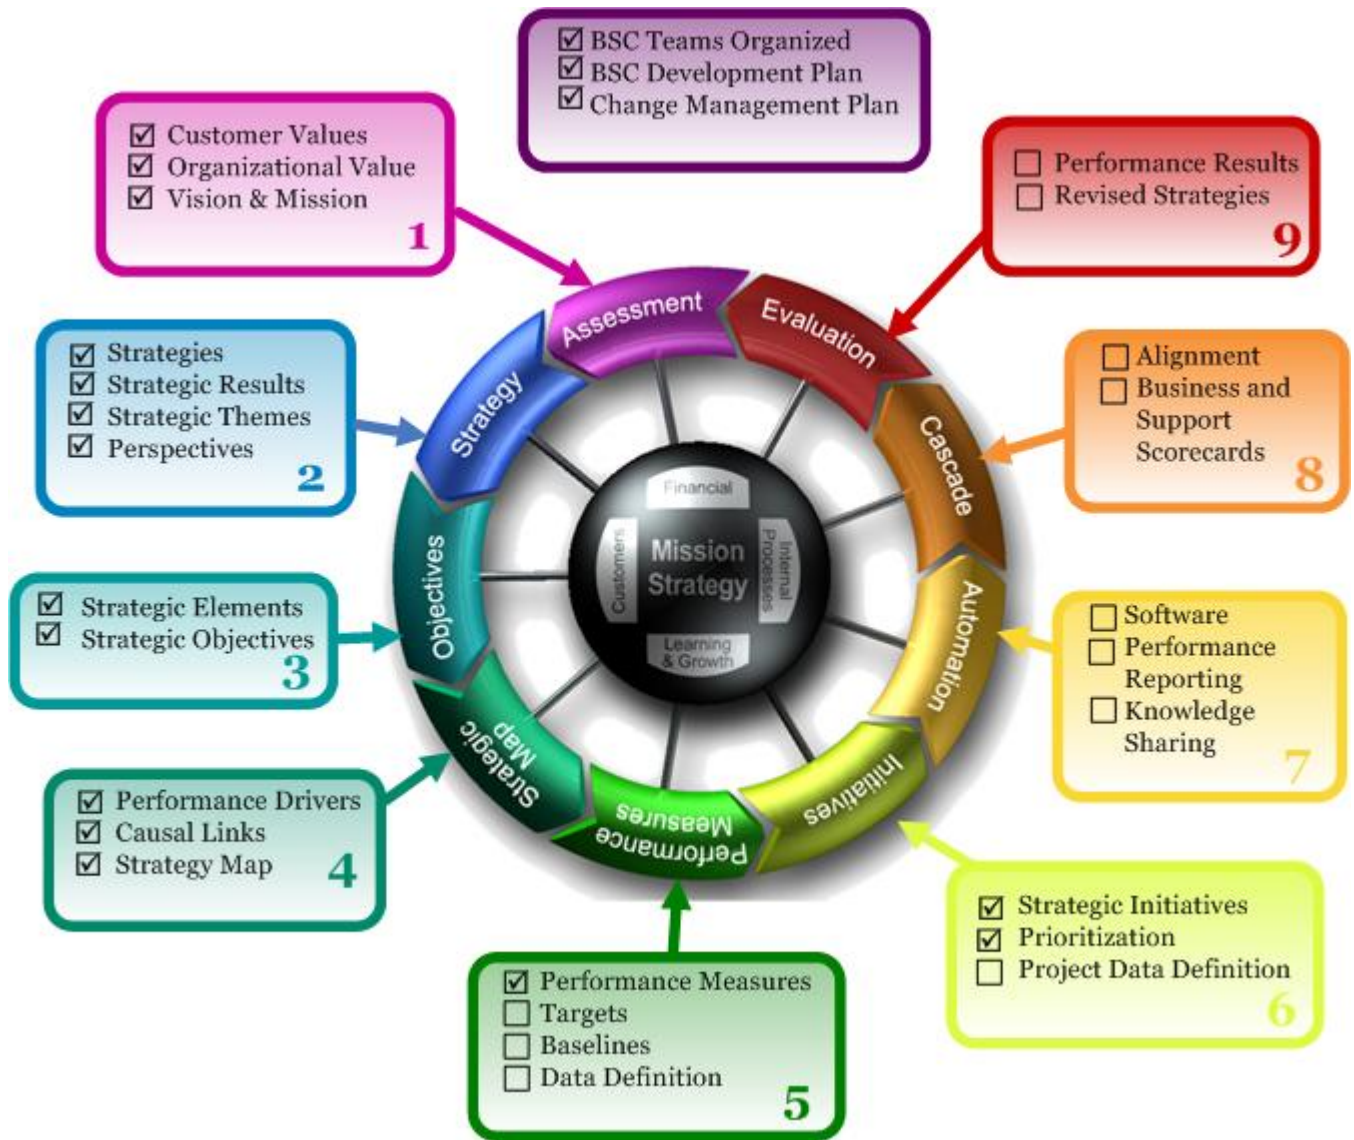 BSC Teams Organized
BSC Development Plan
Change Management Plan
Customer Values
Organizational Value
Vision & Mission
1
Performance Results
Revised Strategies
9
Strategies
Strategic Results
Strategic Themes
Perspectives
2
Alignment
Business and
Support
Scorecards
8
Strategic Elements
Strategic Objectives
3
Software
Performance
Reporting
Knowledge
Sharing
7
Performance Drivers
Causal Links
Strategy Map
4
Strategic Initiatives
Prioritization
Project Data Definition
6
Performance Measures
Targets
Baselines
Data Definition
5
Assessment
Evaluation
Cascade
Automation
Initiatives
Performance
Measures
Strategic
Map
Objectives
Strategy
Financial
Customers
Mission
Strategy
Internal
Processes
Learning
& Growth